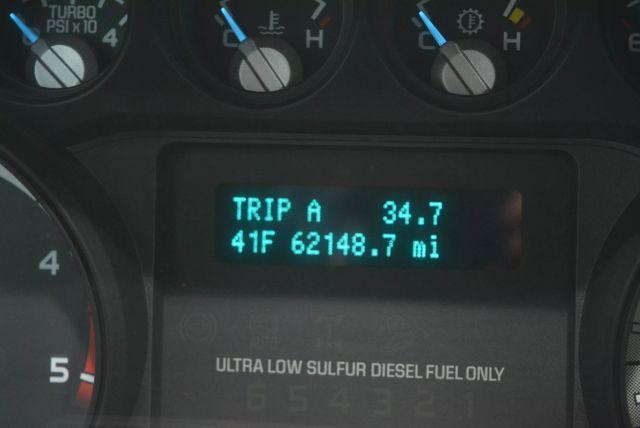 TURBO
PSI x 10
4
C H
C H
TRIP A 34.7
41F 62148.7 mi
4
5
ULTRA LOW SULFUR DIESEL FUEL ONLY
6 5 4 3 2 1